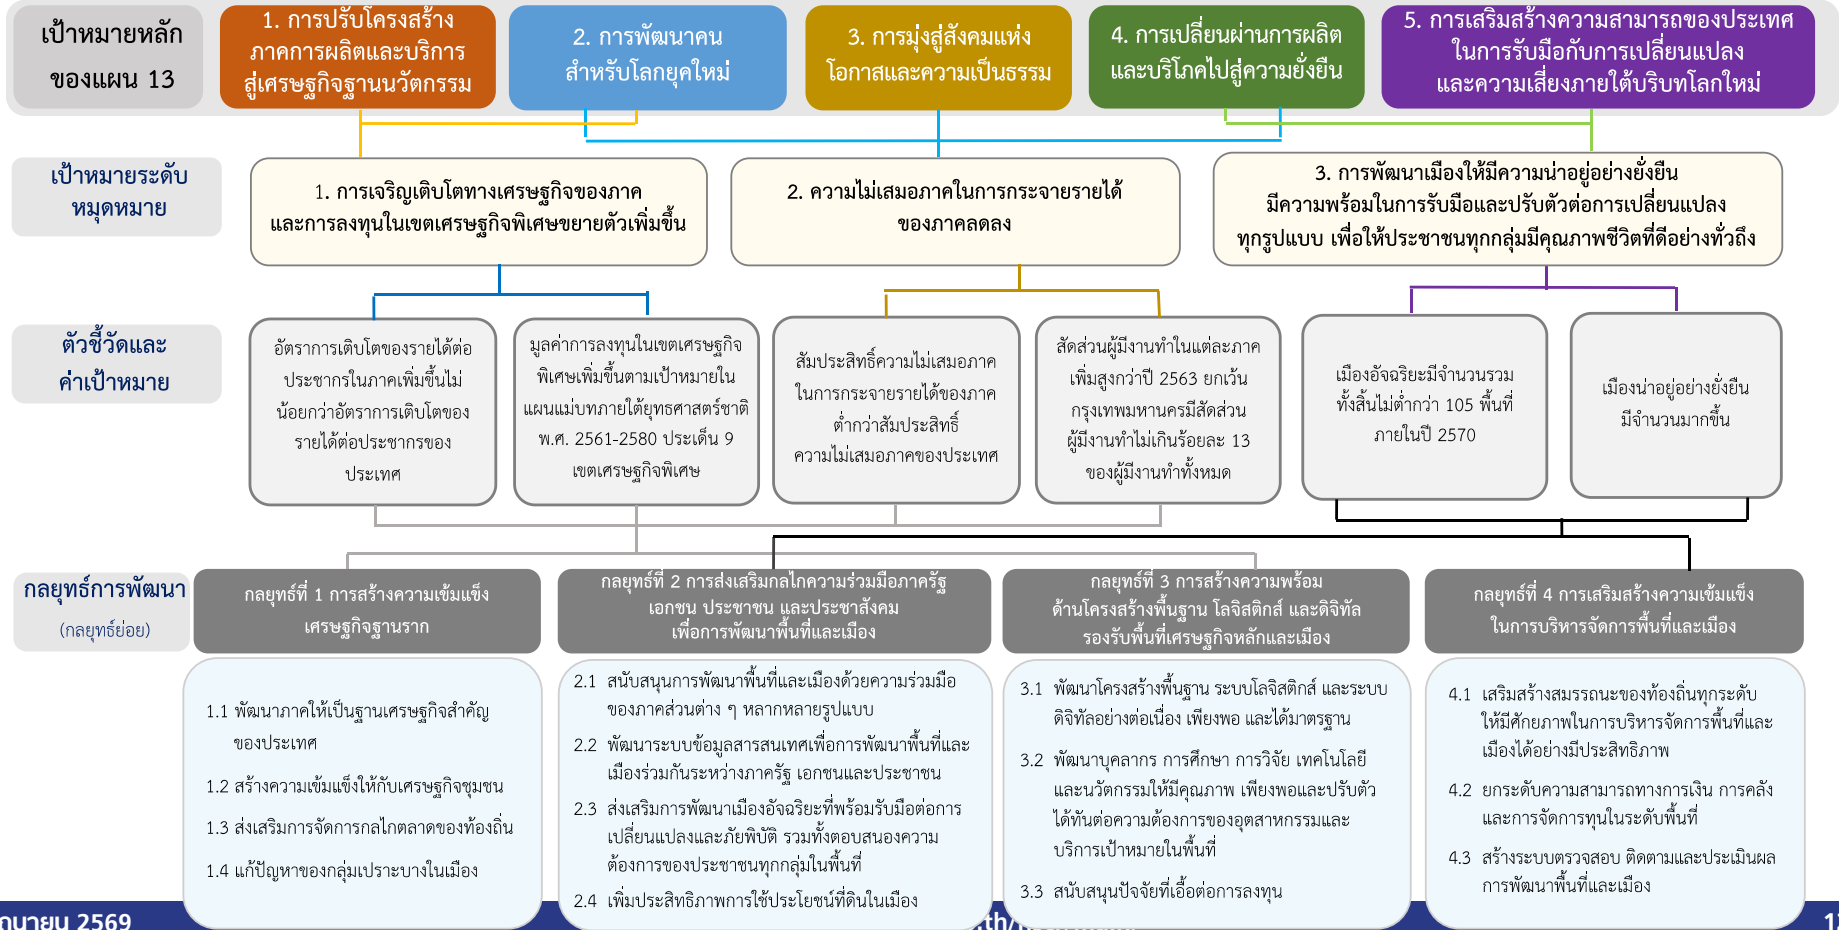 เป้าหมายหลัก
ของแผน 13
1. การปรับโครงสร้าง
ภาคการผลิตและบริการ
สู่เศรษฐกิจฐานนวัตกรรม
2. การพัฒนาคน
สำหรับโลกยุคใหม่
3. การมุ่งสู่สังคมแห่ง
โอกาสและความเป็นธรรม
4. การเปลี่ยนผ่านการผลิต
และบริโภคไปสู่ความยั่งยืน
5. การเสริมสร้างความสามารถของประเทศ
ในการรับมือกับการเปลี่ยนแปลง
และความเสี่ยงภายใต้บริบทโลกใหม่
เป้าหมายระดับ
หมุดหมาย
1. การเจริญเติบโตทางเศรษฐกิจของภาค
และการลงทุนในเขตเศรษฐกิจพิเศษขยายตัวเพิ่มขึ้น
2. ความไม่เสมอภาคในการกระจายรายได้
ของภาคลดลง
3. การพัฒนาเมืองให้มีความน่าอยู่อย่างยั่งยืน
มีความพร้อมในการรับมือและปรับตัวต่อการเปลี่ยนแปลง
ทุกรูปแบบ เพื่อให้ประชาชนทุกกลุ่มมีคุณภาพชีวิตที่ดีอย่างทั่วถึง
ตัวชี้วัดและ
ค่าเป้าหมาย
อัตราการเติบโตของรายได้ต่อ
ประชากรในภาคเพิ่มขึ้นไม่
น้อยกว่าอัตราการเติบโตของ
รายได้ต่อประชากรของ
ประเทศ
มูลค่าการลงทุนในเขตเศรษฐกิจ
พิเศษเพิ่มขึ้นตามเป้าหมายใน
แผนแม่บทภายใต้ยุทธศาสตร์ชาติ
พ.ศ. 2561-2580 ประเด็น 9
เขตเศรษฐกิจพิเศษ
สัมประสิทธิ์ความไม่เสมอภาค
ในการกระจายรายได้ของภาค
ต่ำกว่าสัมประสิทธิ์
ความไม่เสมอภาคของประเทศ
สัดส่วนผู้มีงานทำในแต่ละภาค
เพิ่มสูงกว่าปี 2563 ยกเว้น
กรุงเทพมหานครมีสัดส่วน
ผู้มีงานทำไม่เกินร้อยละ 13
ของผู้มีงานทำทั้งหมด
เมืองอัจฉริยะมีจำนวนรวม
ทั้งสิ้นไม่ต่ำกว่า 105 พื้นที่
ภายในปี 2570
เมืองน่าอยู่อย่างยั่งยืน
มีจำนวนมากขึ้น
กลยุทธ์การพัฒนา
(กลยุทธ์ย่อย)
กลยุทธ์ที่ 1 การสร้างความเข้มแข็ง
เศรษฐกิจฐานราก
กลยุทธ์ที่ 2 การส่งเสริมกลไกความร่วมมือภาครัฐ
เอกชน ประชาชน และประชาสังคม
เพื่อการพัฒนาพื้นที่และเมือง
กลยุทธ์ที่ 3 การสร้างความพร้อม
ด้านโครงสร้างพื้นฐาน โลจิสติกส์ และดิจิทัล
รองรับพื้นที่เศรษฐกิจหลักและเมือง
กลยุทธ์ที่ 4 การเสริมสร้างความเข้มแข็ง
ในการบริหารจัดการพื้นที่และเมือง
1.1 พัฒนาภาคให้เป็นฐานเศรษฐกิจสำคัญ
ของประเทศ
1.2 สร้างความเข้มแข็งให้กับเศรษฐกิจชุมชน
1.3 ส่งเสริมการจัดการกลไกตลาดของท้องถิ่น
1.4 แก้ปัญหาของกลุ่มเปราะบางในเมือง
2.1 สนับสนุนการพัฒนาพื้นที่และเมืองด้วยความร่วมมือ
ของภาคส่วนต่าง ๆ หลากหลายรูปแบบ
2.2 พัฒนาระบบข้อมูลสารสนเทศเพื่อการพัฒนาพื้นที่และ
เมืองร่วมกันระหว่างภาครัฐ เอกชนและประชาชน
2.3 ส่งเสริมการพัฒนาเมืองอัจฉริยะที่พร้อมรับมือต่อการ
เปลี่ยนแปลงและภัยพิบัติ รวมทั้งตอบสนองความ
ต้องการของประชาชนทุกกลุ่มในพื้นที่
2.4 เพิ่มประสิทธิภาพการใช้ประโยชน์ที่ดินในเมือง
3.1 พัฒนาโครงสร้างพื้นฐาน ระบบโลจิสติกส์ และระบบ
ดิจิทัลอย่างต่อเนื่อง เพียงพอ และได้มาตรฐาน
3.2 พัฒนาบุคลากร การศึกษา การวิจัย เทคโนโลยี
และนวัตกรรมให้มีคุณภาพ เพียงพอและปรับตัว
ได้ทันต่อความต้องการของอุตสาหกรรมและ
บริการเป้าหมายในพื้นที่
3.3 สนับสนุนปัจจัยที่เอื้อต่อการลงทุน
4.1 เสริมสร้างสมรรถนะของท้องถิ่นทุกระดับ
ให้มีศักยภาพในการบริหารจัดการพื้นที่และ
เมืองได้อย่างมีประสิทธิภาพ
4.2 ยกระดับความสามารถทางการเงิน การคลัง
และการจัดการทุนในระดับพื้นที่
4.3 สร้างระบบตรวจสอบ ติดตามและประเมินผล
การพัฒนาพื้นที่และเมือง
2569